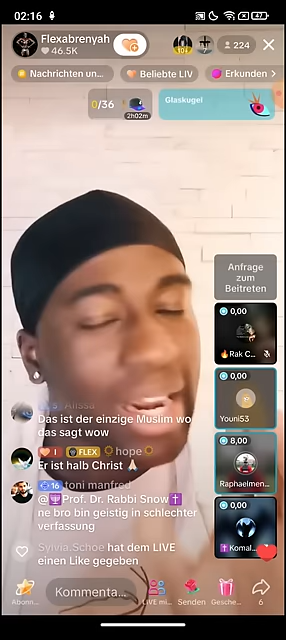 02:16
47
Flexabrenyah
46.5K
224
Nachrichten un...
Beliebte LIV
Erkunden
0/36
2h02m
Glaskugel
Anfrage
zum
Beitreten
0,00
Rak C...
0,00
Youni53
8,00
Raphaelmen...
0,00
Komal...
Alissa
Das ist der einzige Muslim wo
das sagt wow
1 FLEX hope
Er ist halb Christ
16 toni manfred
@Prof. Dr. Rabbi Snow
ne bro bin geistig in schlechter
verfassung
Sylvia.Schoe hat dem LIVE
einen Like gegeben
Abonn...
Kommenta...
LIVE mi...
Senden
Gesche...
6